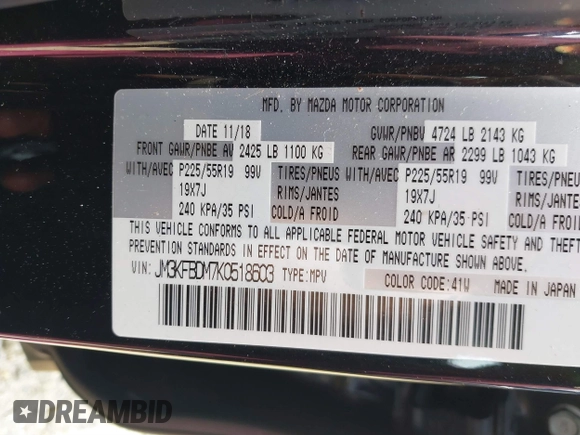 MFD. BY MAZDA MOTOR CORPORATION
DATE 11/18 GVWR/PNBV 4724 LB 2143 KG
FRONT GAWR/PNBE AV 2425 LB 1100 KG REAR GAWR/PNBE AR 2299 LB 1043 KG
WITH/AVEC P225/55R19 99V TIRES/PNEUS WITH/AVEC P225/55R19 99V TIRES/PNEUS
19X7J RIMS/JANTES 19X7J RIMS/JANTES
240 KPA/35 PSI COLD/A FROID 240 KPA/35 PSI COLD/A FROID
THIS VEHICLE CONFORMS TO ALL APPLICABLE FEDERAL MOTOR VEHICLE SAFETY AND THEFT
PREVENTION STANDARDS IN EFFECT ON THE DATE OF MANUFACTURE SHOWN ABOVE.
VIN: JM3KFBDM7K0518503 TYPE:MPV COLOR CODE:41W MADE IN JAPAN
DREAMBID